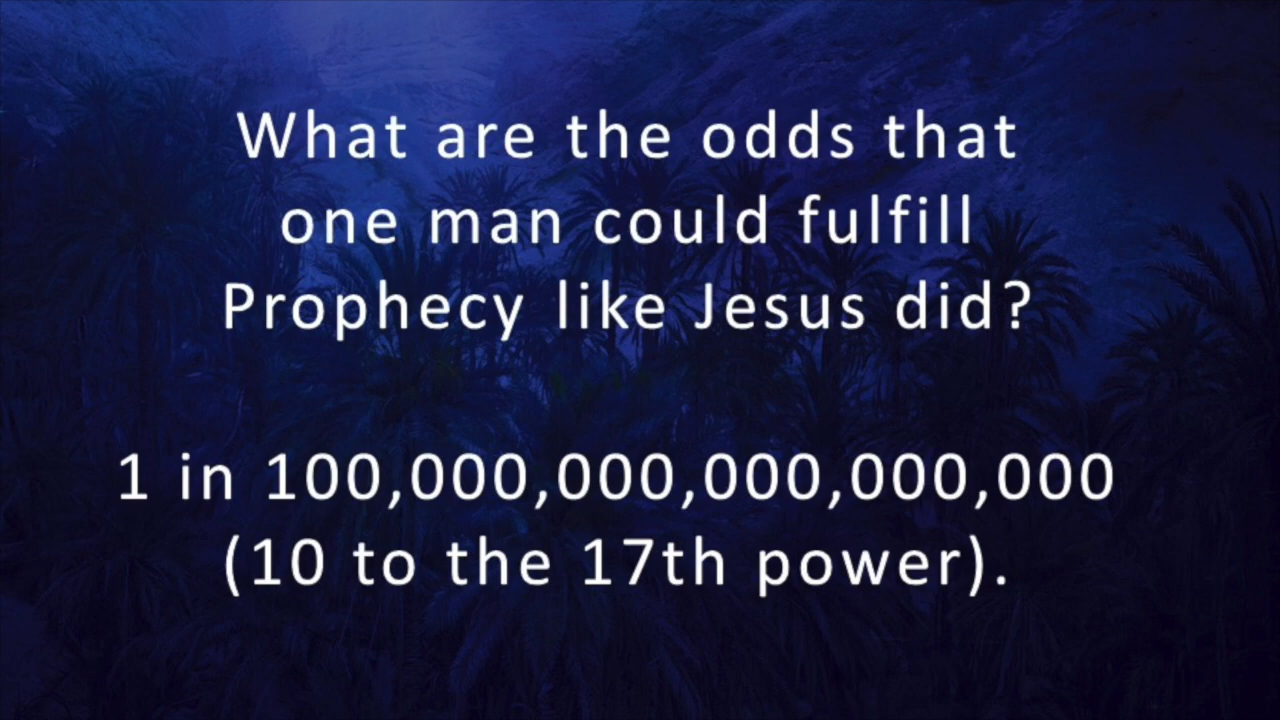 What are the odds that
one man could fulfill
Prophecy like Jesus did?
1 in 100,000,000,000,000,000
(10 to the 17th power).